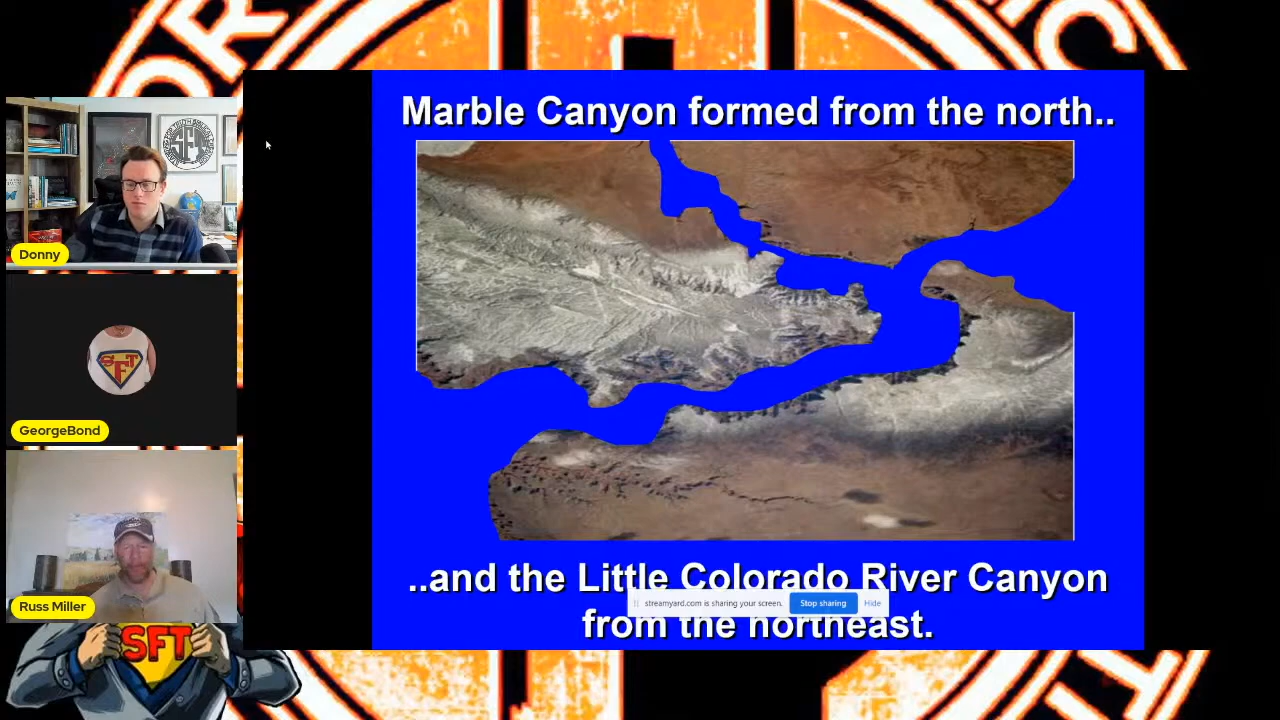 Marble Canyon formed from the north..
Donny
SFT
GeorgeBond
SFT
Russ Miller
SFT
..and the Little Colorado River Canyon
streamyard.com is sharing your screen. Stop sharing Hide
from the northeast.